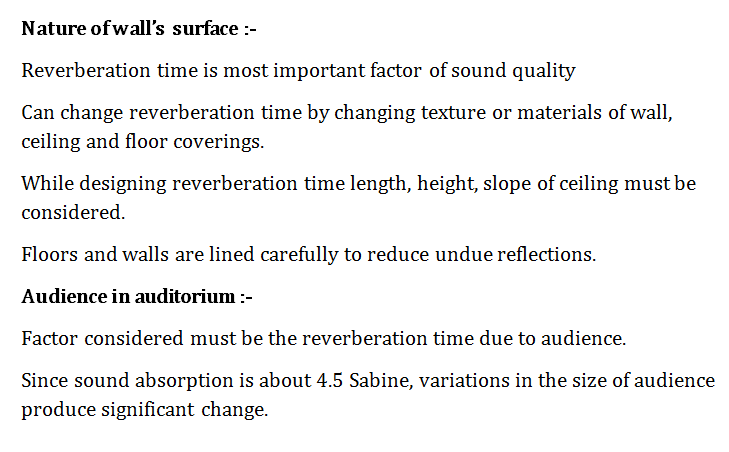 Nature of wall's surface :-
Reverberation time is most important factor of sound quality
Can change reverberation time by changing texture or materials of wall,
ceiling and floor coverings.
While designing reverberation time length, height, slope of ceiling must be
considered.
Floors and walls are lined carefully to reduce undue reflections.
Audience in auditorium :-
Factor considered must be the reverberation time due to audience.
Since sound absorption is about 4.5 Sabine, variations in the size of audience
produce significant change.